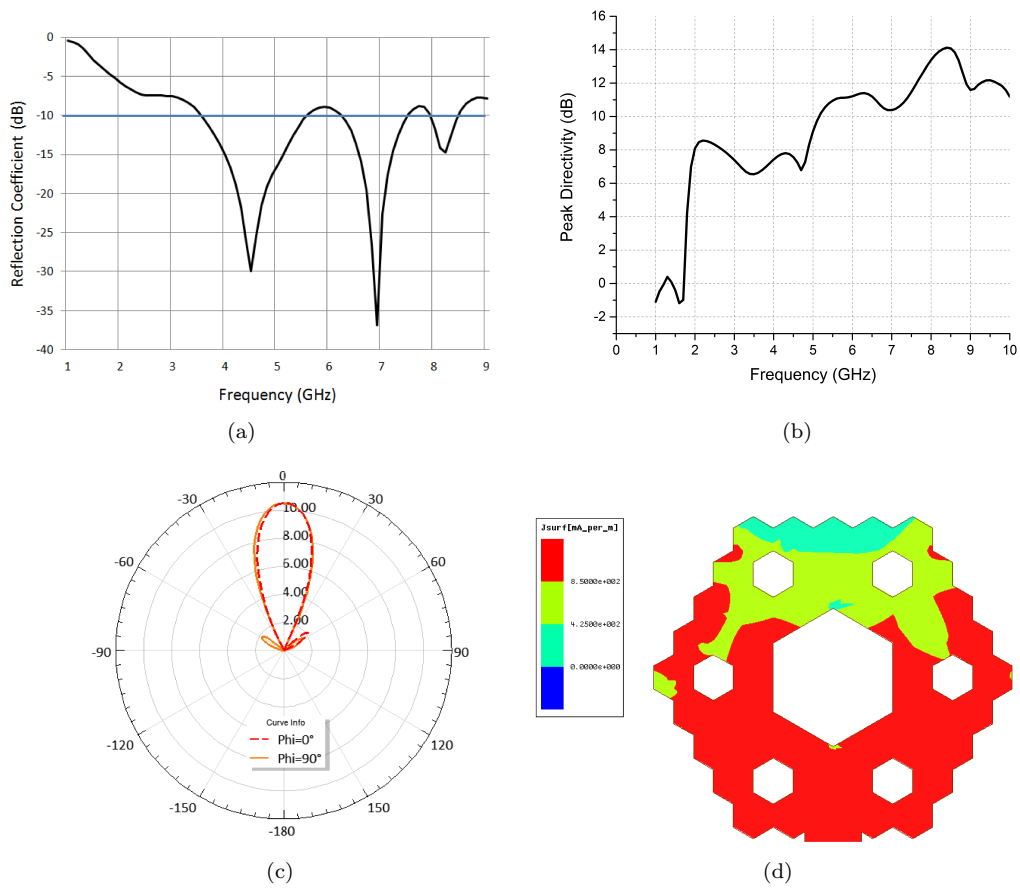 0
-5
-10
-15
-20
-25
-30
-35
-40
Reflection Coefficient (dB)
1 2 3 4 5 6 7 8 9
Frequency (GHz)
(a)
16
14
12
10
8
6
4
2
0
-2
Peak Directivity (dB)
0 1 2 3 4 5 6 7 8 9 10
Frequency (GHz)
(b)
0
-30 30
10.00
8.00
-60 60
6.00
4.00
2.00
-90 90
Curve Info
Phi=0°
Phi=90°
-120 120
-150 150
-180
(c)
Jsurf[mA_per_m]
8.5000e+002
4.2500e+002
0.0000e+000
(d)